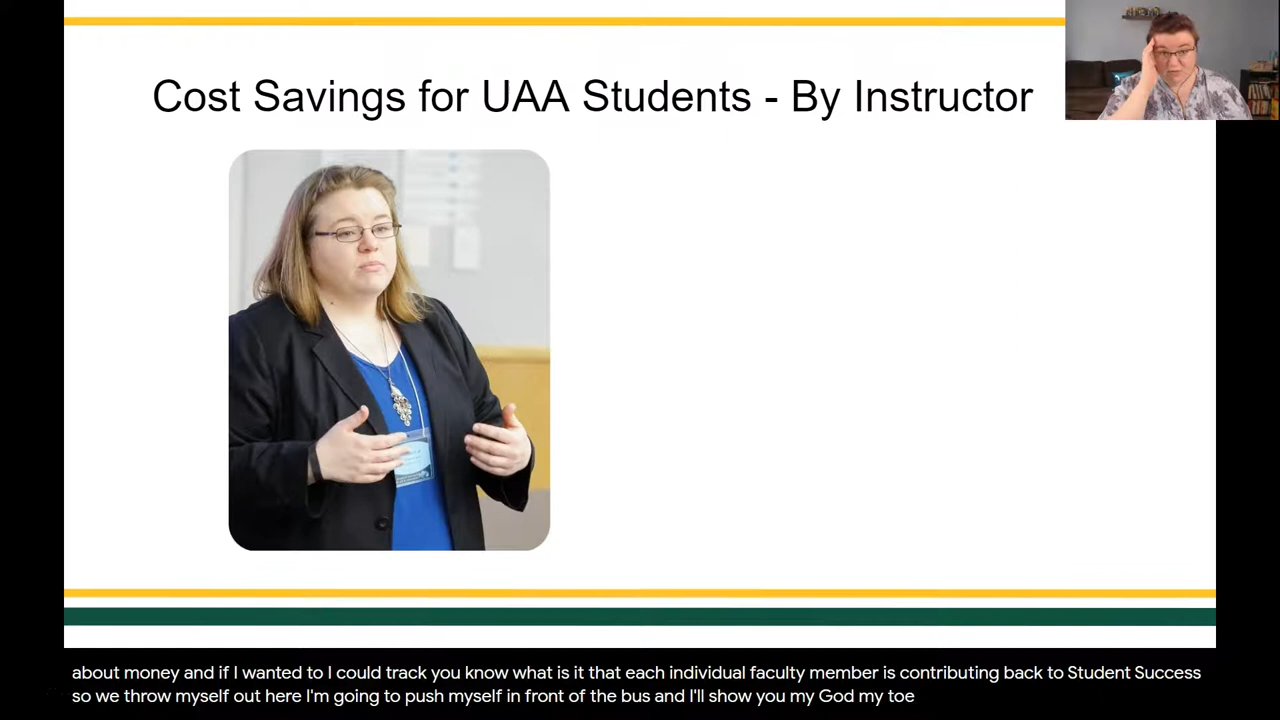 Cost Savings for UAA Students - By Instructor
about money and if I wanted to I could track you know what is it that each individual faculty member is contributing back to Student Success
so we throw myself out here I'm going to push myself in front of the bus and I'll show you my God my toe